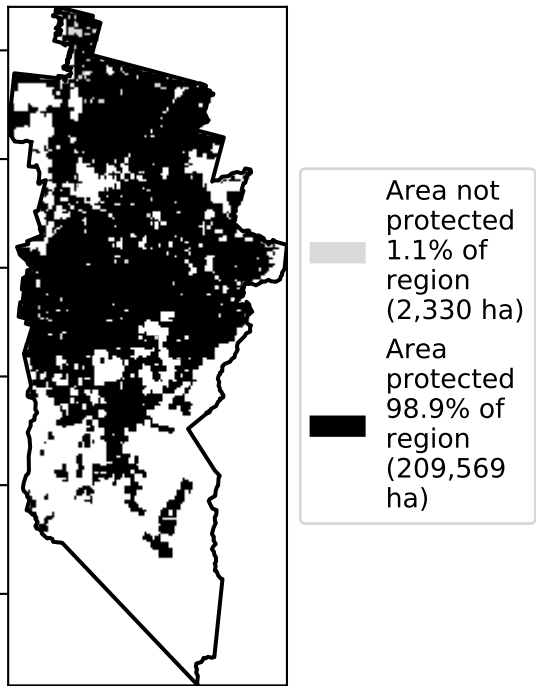 Area not
protected
1.1% of
region
(2,330 ha)
Area
protected
98.9% of
region
(209,569
ha)